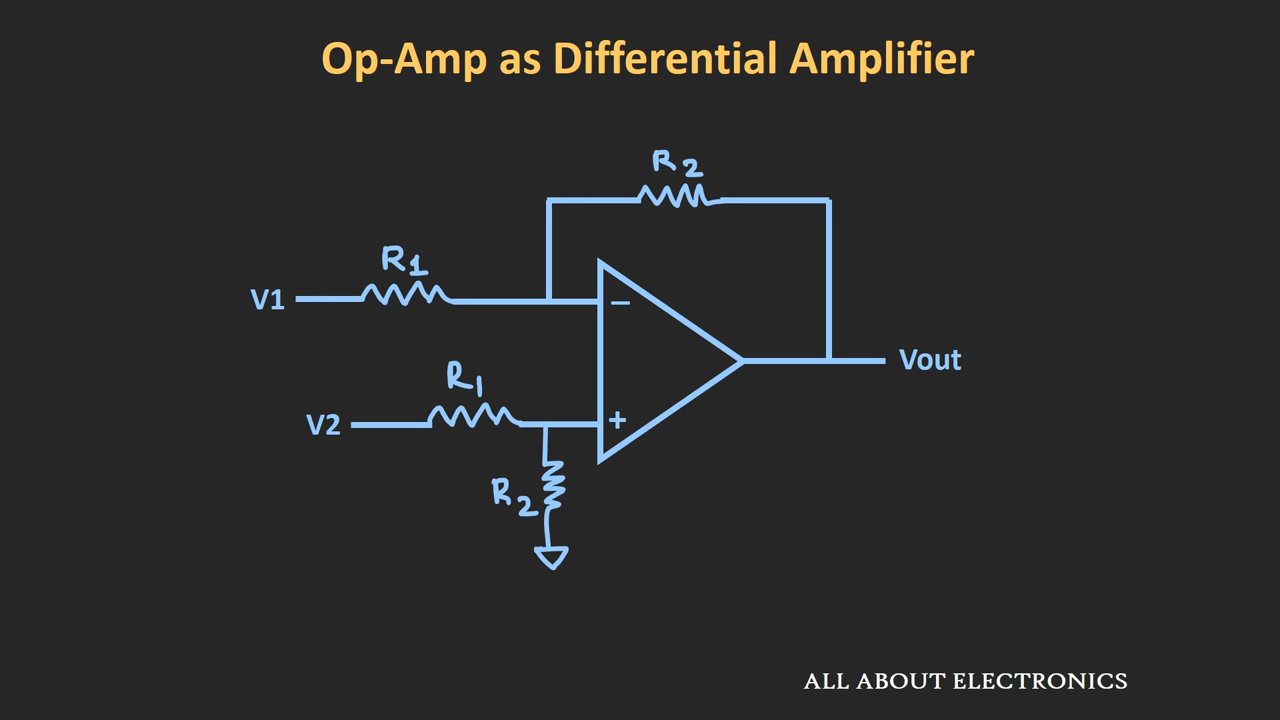 Op-Amp as Differential Amplifier
R2
R1
V1
−
Vout
R1
V2
+
R2
ALL ABOUT ELECTRONICS